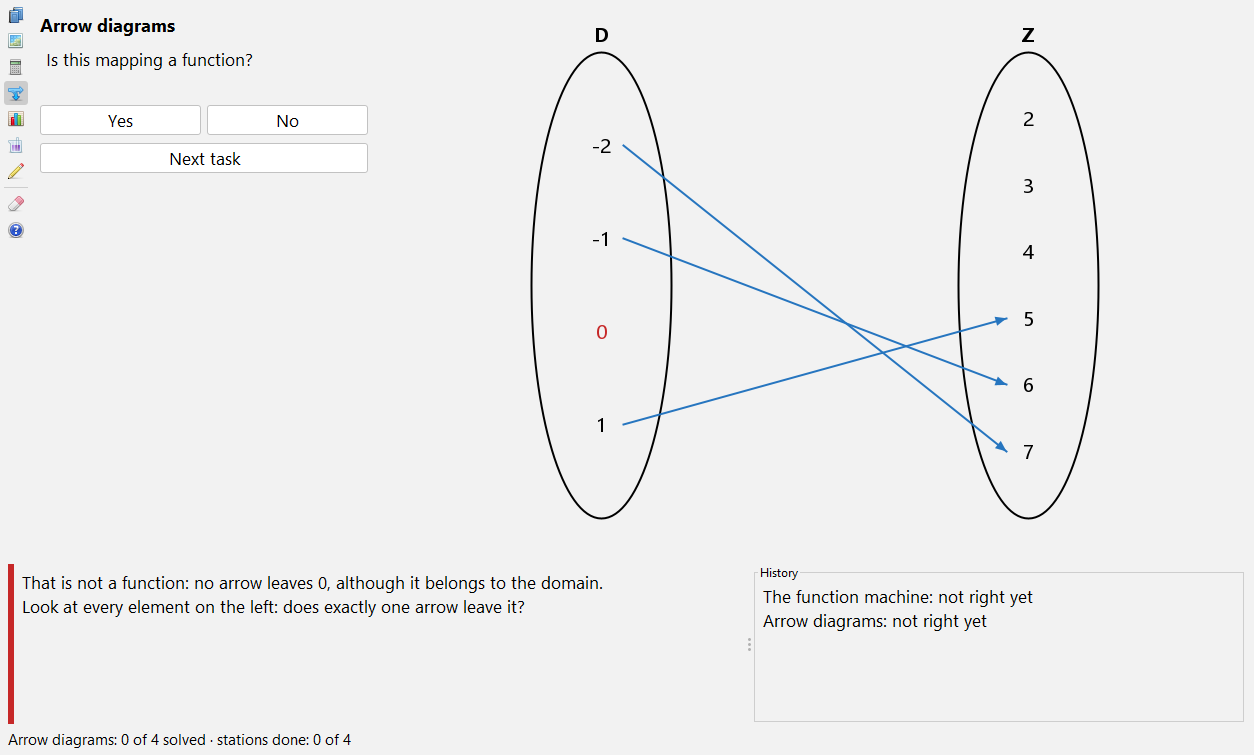 Arrow diagrams
Is this mapping a function?
Yes
No
Next task
D
-2
-1
0
1
Z
2
3
4
5
6
7
That is not a function: no arrow leaves 0, although it belongs to the domain.
Look at every element on the left: does exactly one arrow leave it?
History
The function machine: not right yet
Arrow diagrams: not right yet
Arrow diagrams: 0 of 4 solved · stations done: 0 of 4